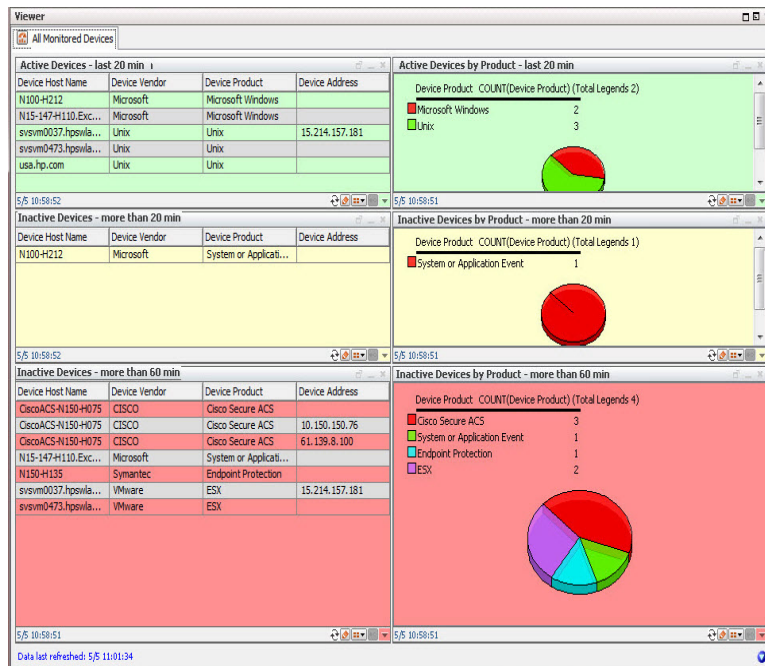 Viewer
All Monitored Devices
Active Devices - last 20 min
Device Host Name Device Vendor Device Product Device Address
N100-H212 Microsoft Microsoft Windows
N15-147-H110.Exc... Microsoft Microsoft Windows
svsvm0037.hpswla... Unix Unix 15.214.157.181
svsvm0473.hpswla... Unix Unix
usa.hp.com Unix Unix
5/5 10:58:52
Active Devices by Product - last 20 min
Device Product COUNT(Device Product) (Total Legends 2)
Microsoft Windows 2
Unix 3
5/5 10:58:51
Inactive Devices - more than 20 min
Device Host Name Device Vendor Device Product Device Address
N100-H212 Microsoft System or Applicati...
5/5 10:58:52
Inactive Devices by Product - more than 20 min
Device Product COUNT(Device Product) (Total Legends 1)
System or Application Event 1
5/5 10:58:51
Inactive Devices - more than 60 min
Device Host Name Device Vendor Device Product Device Address
CiscoACS-N150-H075 CISCO Cisco Secure ACS
CiscoACS-N150-H075 CISCO Cisco Secure ACS 10.150.150.76
CiscoACS-N150-H075 CISCO Cisco Secure ACS 61.139.8.100
N15-147-H110.Exc... Microsoft System or Applicati...
N150-H135 Symantec Endpoint Protection
svsvm0037.hpswla... VMware ESX 15.214.157.181
svsvm0473.hpswla... VMware ESX
5/5 10:58:51
Inactive Devices by Product - more than 60 min
Device Product COUNT(Device Product) (Total Legends 4)
Cisco Secure ACS 3
System or Application Event 1
Endpoint Protection 1
ESX 2
5/5 10:58:51
Data last refreshed: 5/5 11:01:34